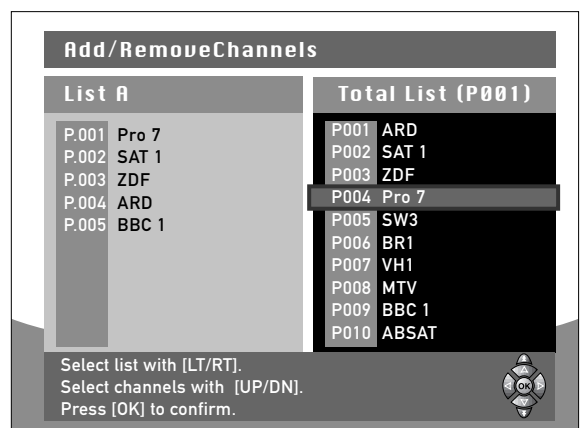 Add/RemoveChannels
List A
P.001 Pro 7
P.002 SAT 1
P.003 ZDF
P.004 ARD
P.005 BBC 1
Total List (P001)
P001 ARD
P002 SAT 1
P003 ZDF
P004 Pro 7
P005 SW3
P006 BR1
P007 VH1
P008 MTV
P009 BBC 1
P010 ABSAT
Select list with [LT/RT].
Select channels with [UP/DN].
Press [OK] to confirm.
OK